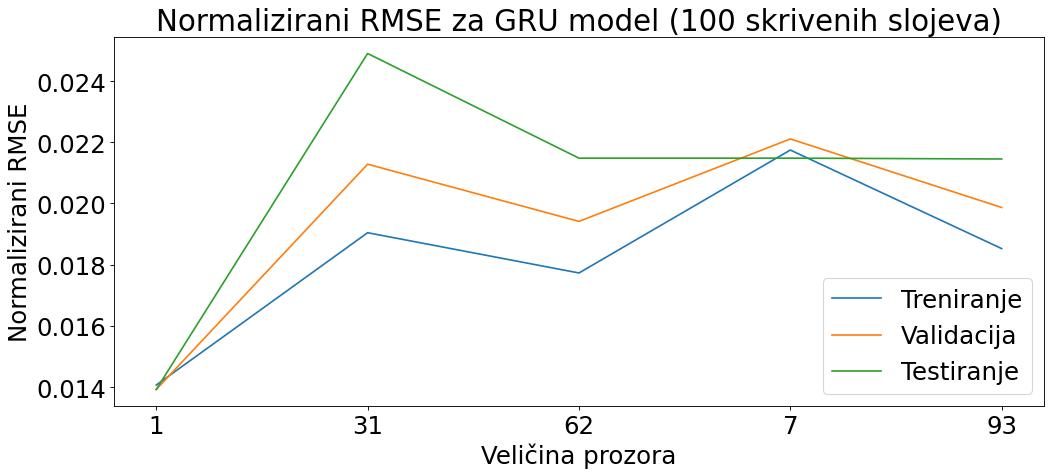 Normalizirani RMSE za GRU model (100 skrivenih slojeva)
Normalizirani RMSE
0.024
0.022
0.020
0.018
0.016
0.014
1 31 62 7 93
Veličina prozora
Treniranje
Validacija
Testiranje